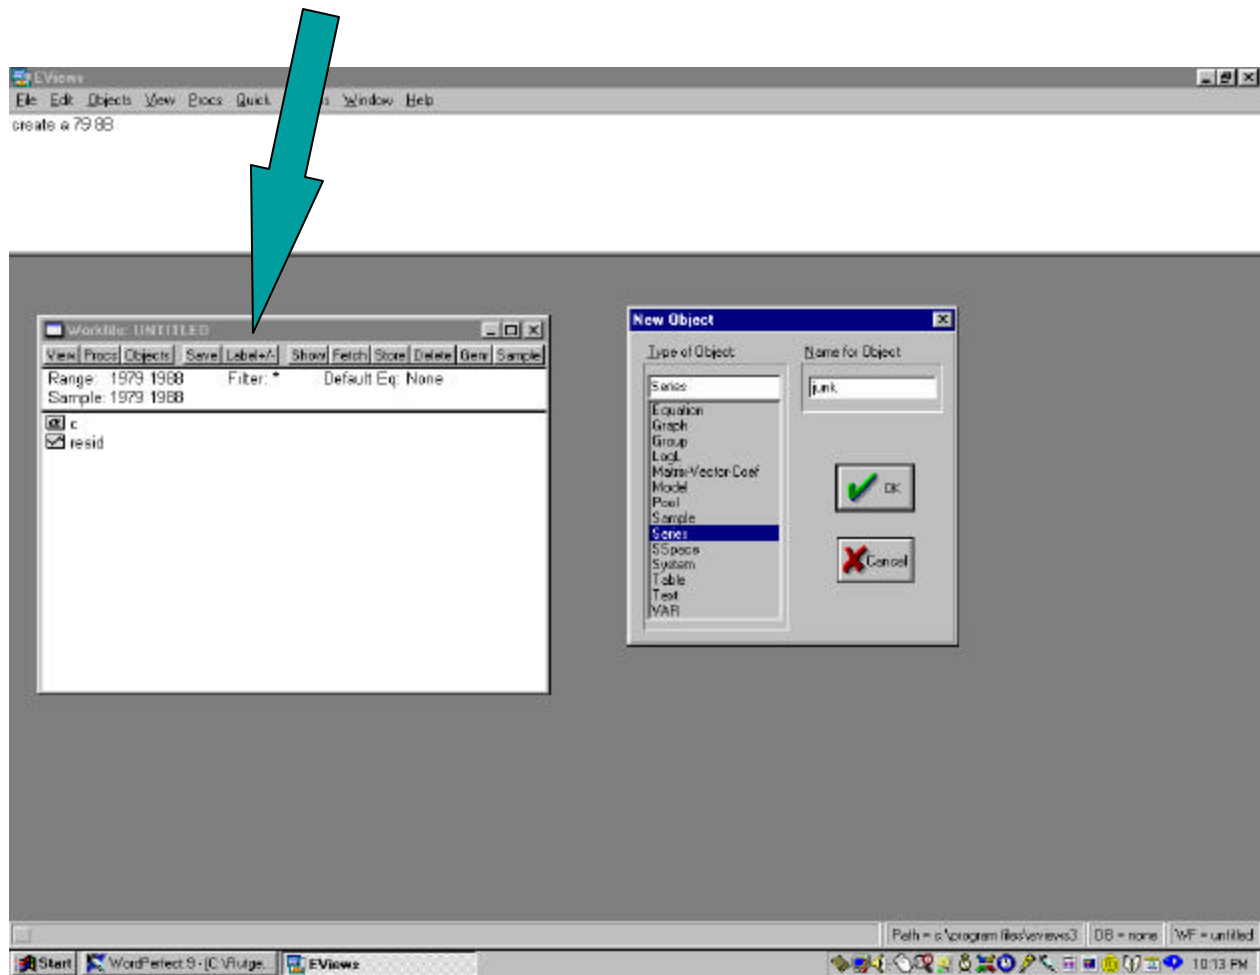 EViews
File Edit Objects View Procs Quick Window Help
create a 79 88
Workfile: UNTITLED
View Procs Objects Save Label+/- Show Fetch Store Delete Genr Sample
Range: 1979 1988 Filter: * Default Eq: None
Sample: 1979 1988
c
resid
New Object
Type of Object
Name for Object
Series
junk
Equation
Graph
Group
LogL
Matrix-Vector-Coef
Model
Pool
Sample
Series
SSpace
System
Table
Text
VAR
OK
Cancel
Path = c:\program files\eviews3 DB = none WF = untitled
Start WordPerfect 9 - [C:\Rutge... EViews 10:13 PM